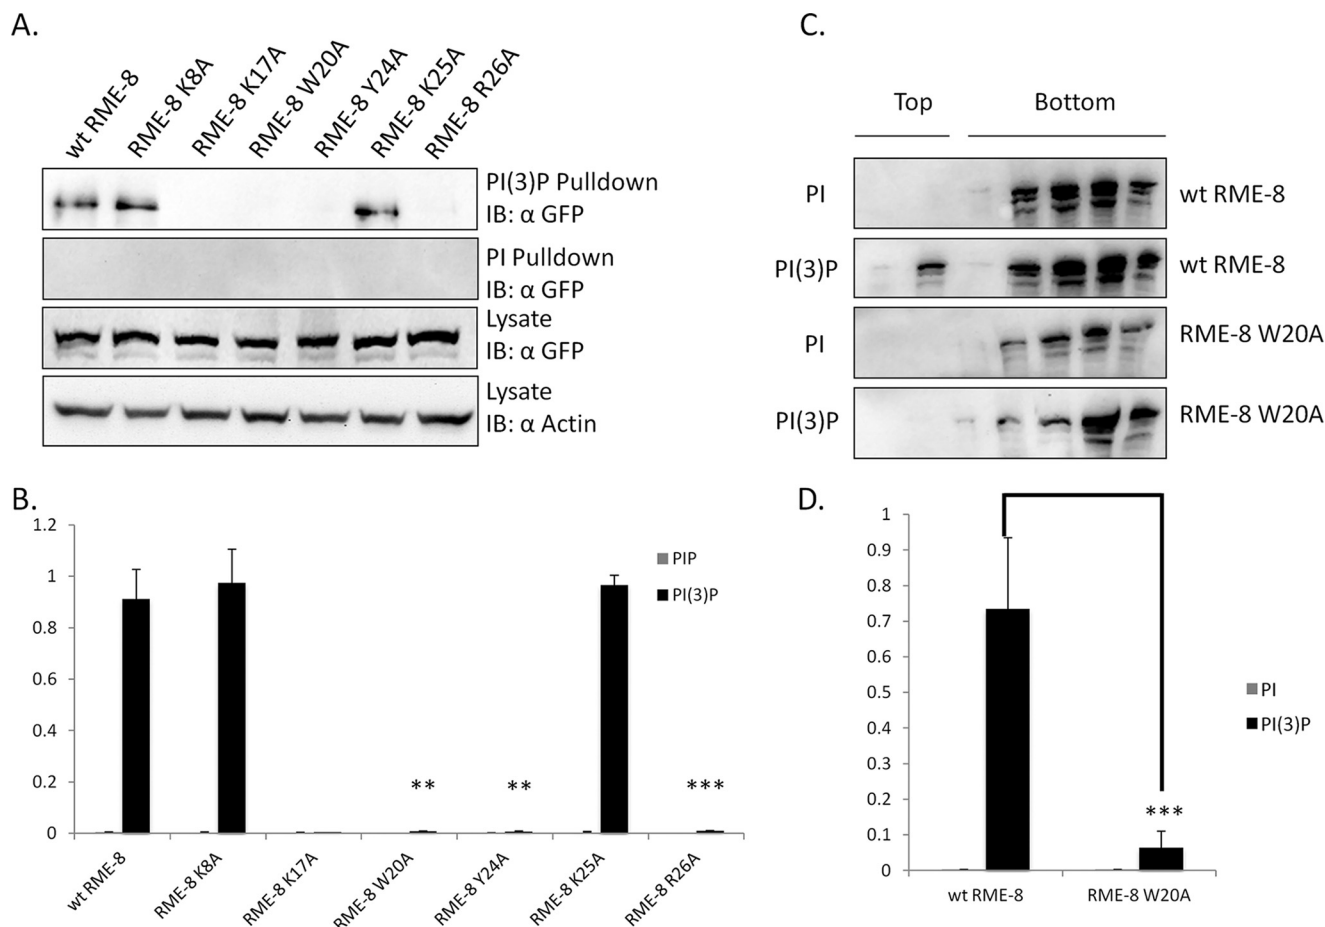 A.
wt RME-8
RME-8 K8A
RME-8 K17A
RME-8 W20A
RME-8 Y24A
RME-8 K25A
RME-8 R26A
PI(3)P Pulldown
IB: α GFP
PI Pulldown
IB: α GFP
Lysate
IB: α GFP
Lysate
IB: α Actin
B.
1.2
1
0.8
0.6
0.4
0.2
0
PIP
PI(3)P
**
**
***
wt RME-8
RME-8 K8A
RME-8 K17A
RME-8 W20A
RME-8 Y24A
RME-8 K25A
RME-8 R26A
C.
Top
Bottom
PI
wt RME-8
PI(3)P
wt RME-8
PI
RME-8 W20A
PI(3)P
RME-8 W20A
D.
1
0.9
0.8
0.7
0.6
0.5
0.4
0.3
0.2
0.1
0
***
PI
PI(3)P
wt RME-8
RME-8 W20A